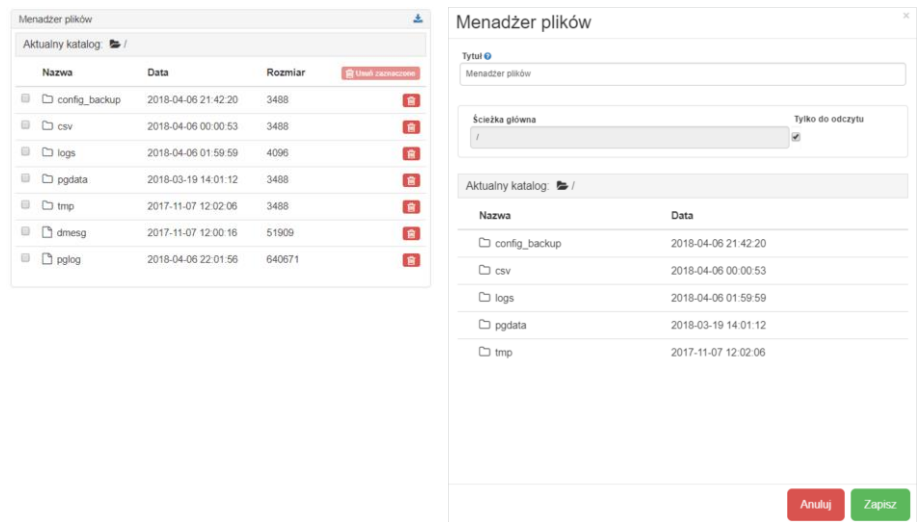 Menadżer plików
Aktualny katalog: /
Nazwa Data Rozmiar Usuń zaznaczone
config_backup 2018-04-06 21:42:20 3488
csv 2018-04-06 00:00:53 3488
logs 2018-04-06 01:59:59 4096
pgdata 2018-03-19 14:01:12 3488
tmp 2017-11-07 12:02:06 3488
dmesg 2017-11-07 12:00:16 51909
pglog 2018-04-06 22:01:56 640671
Menadżer plików ×
Tytuł
Menadżer plików
Ścieżka główna Tylko do odczytu
/
Aktualny katalog: /
Nazwa Data
config_backup 2018-04-06 21:42:20
csv 2018-04-06 00:00:53
logs 2018-04-06 01:59:59
pgdata 2018-03-19 14:01:12
tmp 2017-11-07 12:02:06
Anuluj Zapisz